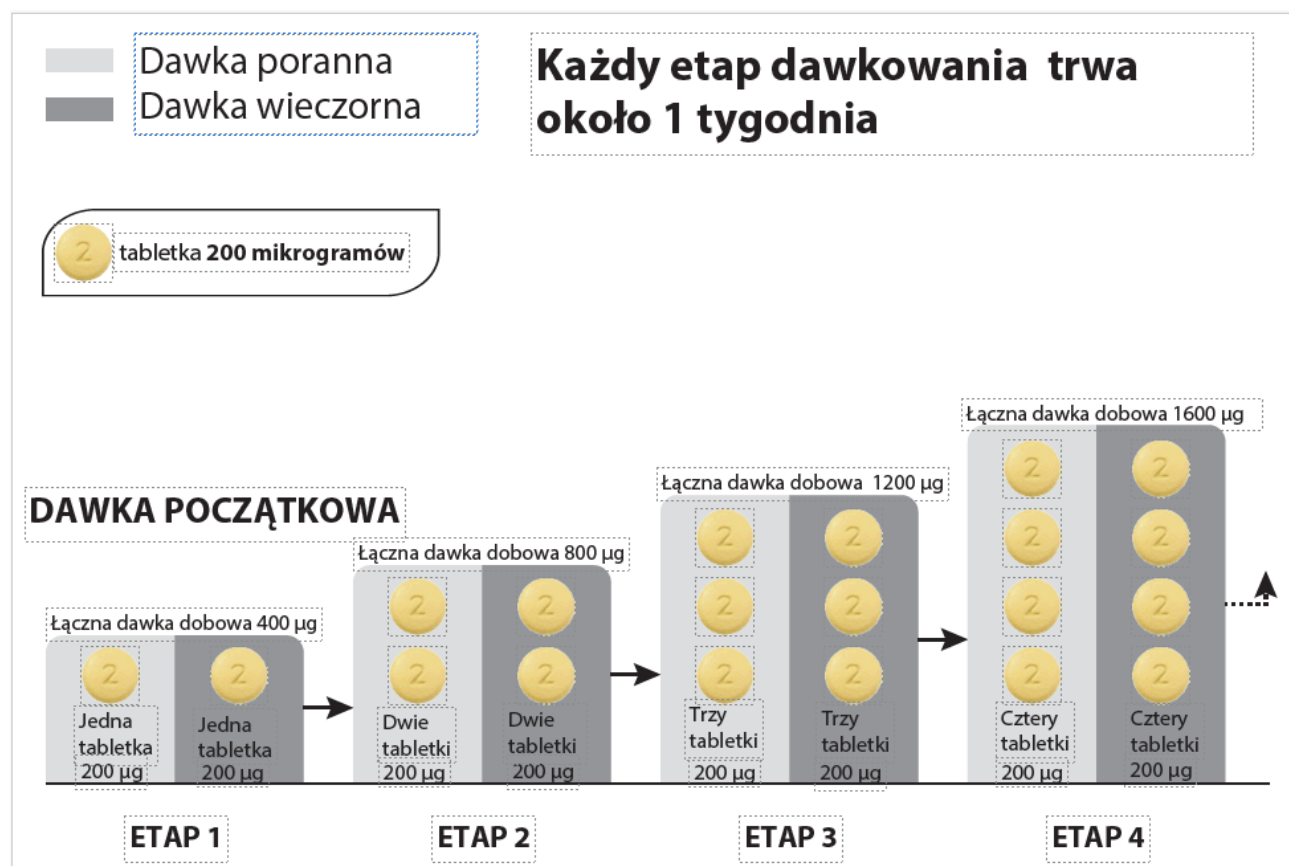 Dawka poranna
Dawka wieczorna
Każdy etap dawkowania trwa
około 1 tygodnia
2 tabletka 200 mikrogramów
DAWKA POCZĄTKOWA
Łączna dawka dobowa 400 µg
2
2
Jedna
tabletka
200 µg
Jedna
tabletka
200 µg
ETAP 1
Łączna dawka dobowa 800 µg
2
2
2
2
Dwie
tabletki
200 µg
Dwie
tabletki
200 µg
ETAP 2
Łączna dawka dobowa 1200 µg
2
2
2
2
2
2
Trzy
tabletki
200 µg
Trzy
tabletki
200 µg
ETAP 3
Łączna dawka dobowa 1600 µg
2
2
2
2
2
2
2
2
Cztery
tabletki
200 µg
Cztery
tabletki
200 µg
ETAP 4